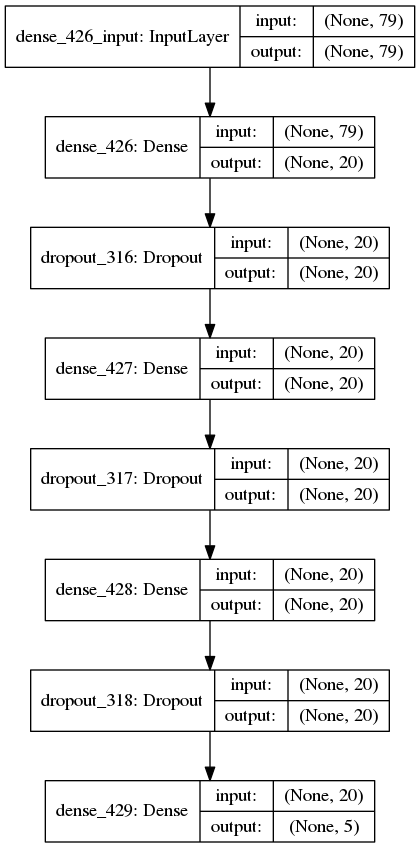 dense_426_input: InputLayer
input: (None, 79)
output: (None, 79)
dense_426: Dense
input: (None, 79)
output: (None, 20)
dropout_316: Dropout
input: (None, 20)
output: (None, 20)
dense_427: Dense
input: (None, 20)
output: (None, 20)
dropout_317: Dropout
input: (None, 20)
output: (None, 20)
dense_428: Dense
input: (None, 20)
output: (None, 20)
dropout_318: Dropout
input: (None, 20)
output: (None, 20)
dense_429: Dense
input: (None, 20)
output: (None, 5)